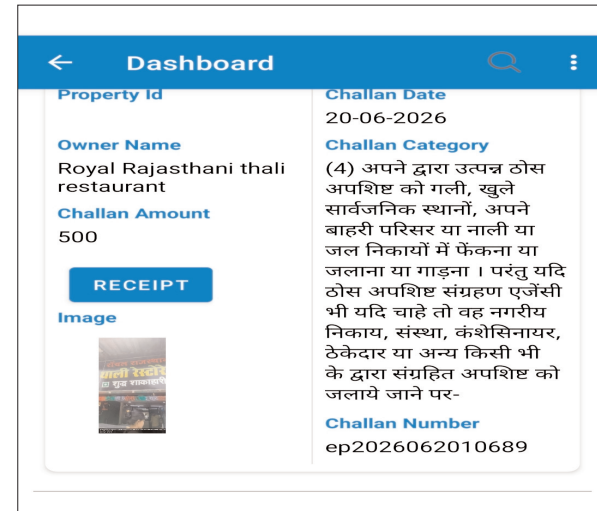 Dashboard
Property Id
Owner Name
Royal Rajasthani thali
restaurant
Challan Amount
500
RECEIPT
Image
थाली रेस्टोरेंट
शुद्ध शाकाहारी
Challan Date
20-06-2026
Challan Category
(4) अपने द्वारा उत्पन्न ठोस
अपशिष्ट को गली, खुले
सार्वजनिक स्थानों, अपने
बाहरी परिसर या नाली या
जल निकायों में फेंकना या
जलाना या गाड़ना । परंतु यदि
ठोस अपशिष्ट संग्रहण एजेंसी
भी यदि चाहे तो वह नगरीय
निकाय, संस्था, कंशेसिनायर,
ठेकेदार या अन्य किसी भी
के द्वारा संग्रहित अपशिष्ट को
जलाये जाने पर-
Challan Number
ep2026062010689